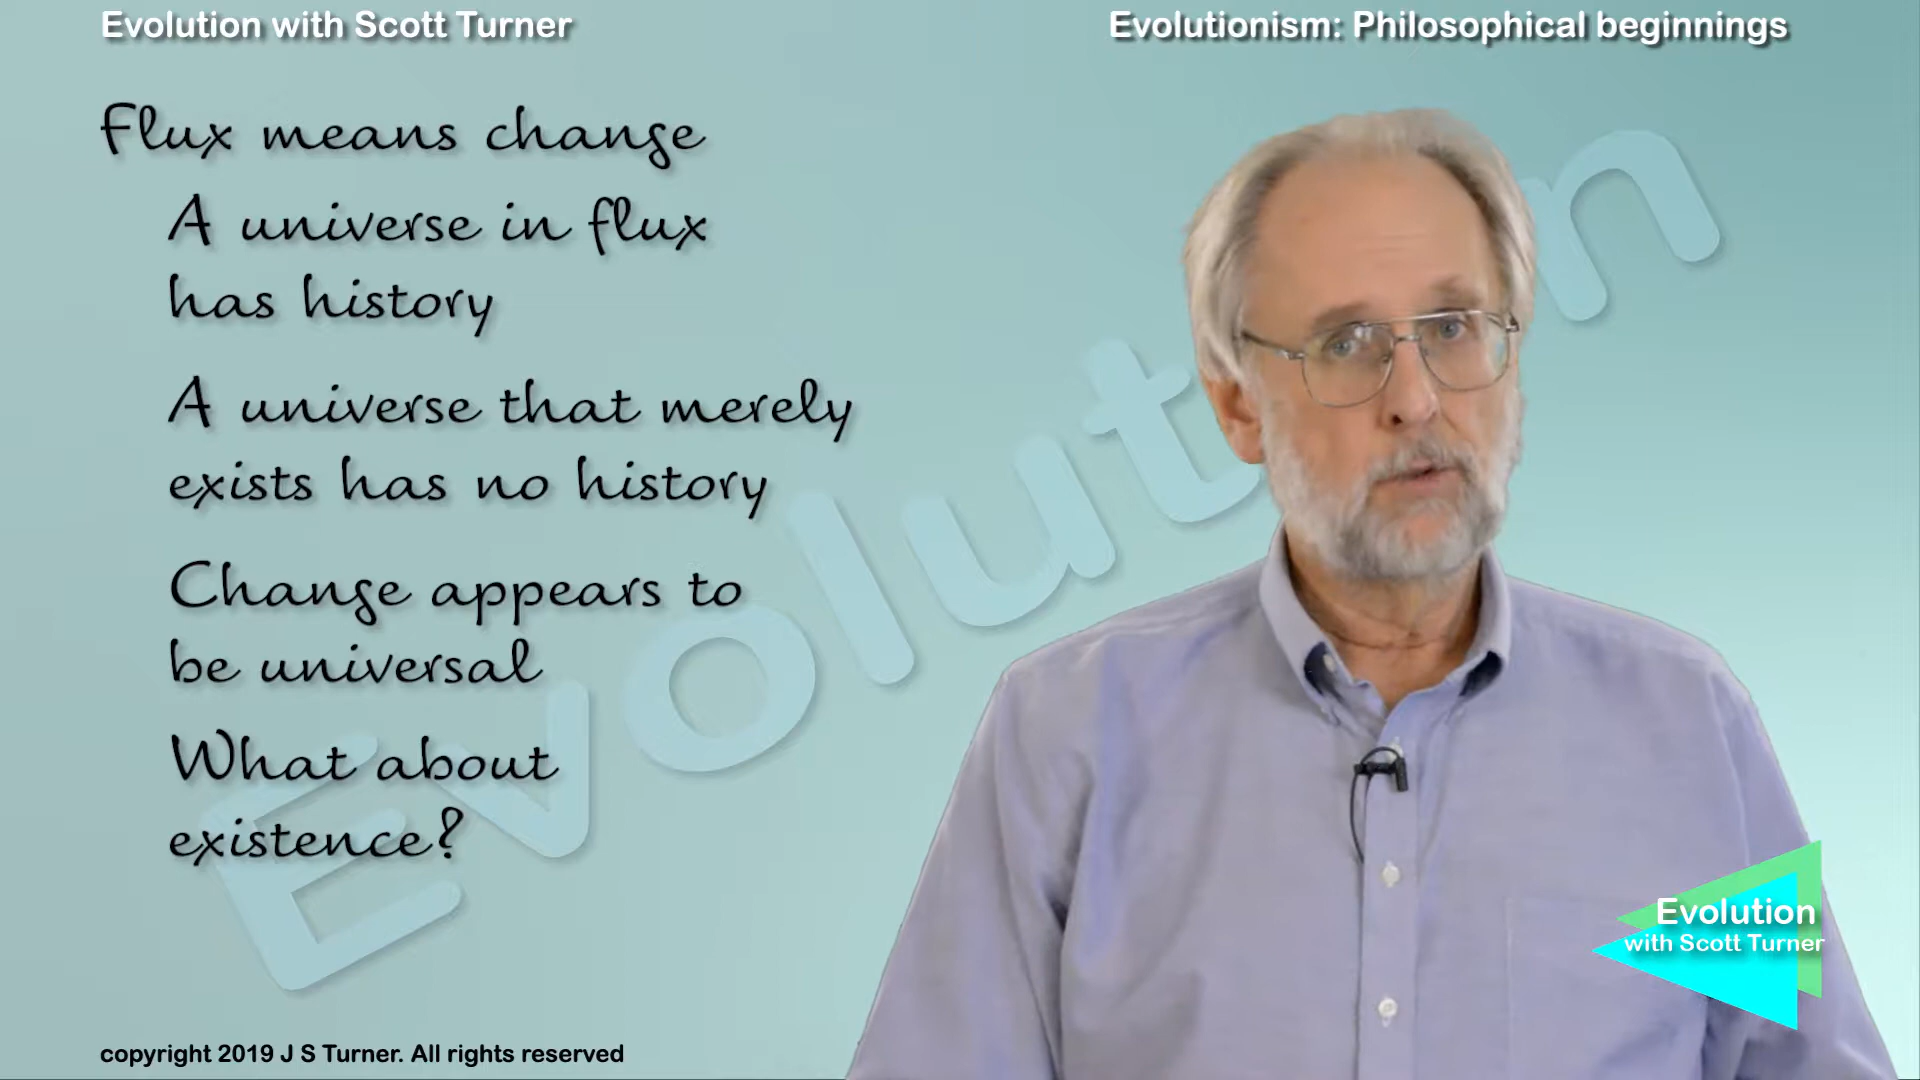 Evolution with Scott Turner
Evolutionism: Philosophical beginnings
Flux means change
A universe in flux
has history
A universe that merely
exists has no history
Change appears to
be universal
What about
existence?
Evolution
Evolution
with Scott Turner
copyright 2019 J S Turner. All rights reserved